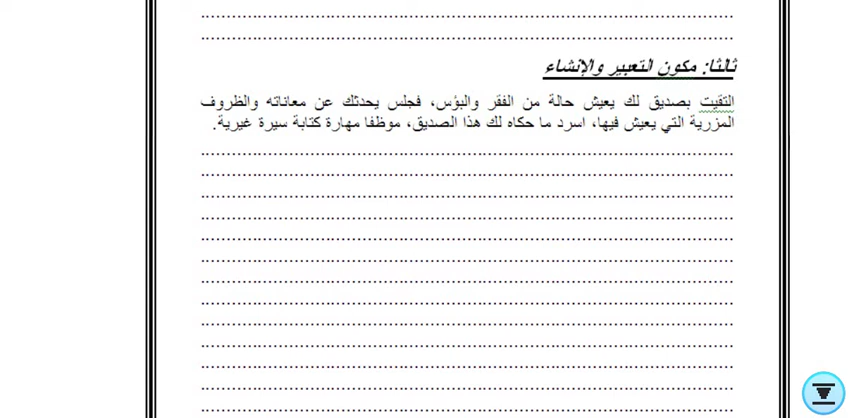 ثالثا: مكون التعبير والإنشاء
التقيت بصديق لك يعيش حالة من الفقر والبؤس، فجلس يحدثك عن معاناته والظروف
المزرية التي يعيش فيها، اسرد ما حكاه لك هذا الصديق، موظفا مهارة كتابة سيرة غيرية.